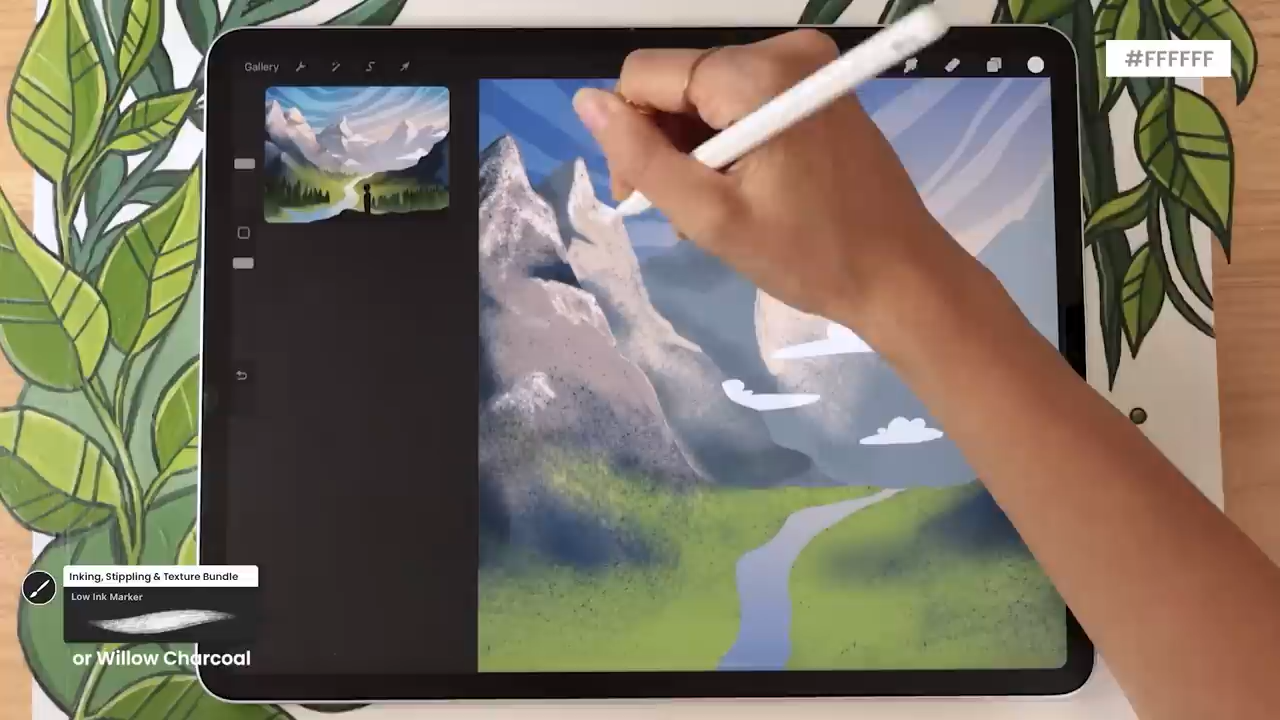 Gallery
#FFFFFF
Inking, Stippling & Texture Bundle
Low Ink Marker
or Willow Charcoal